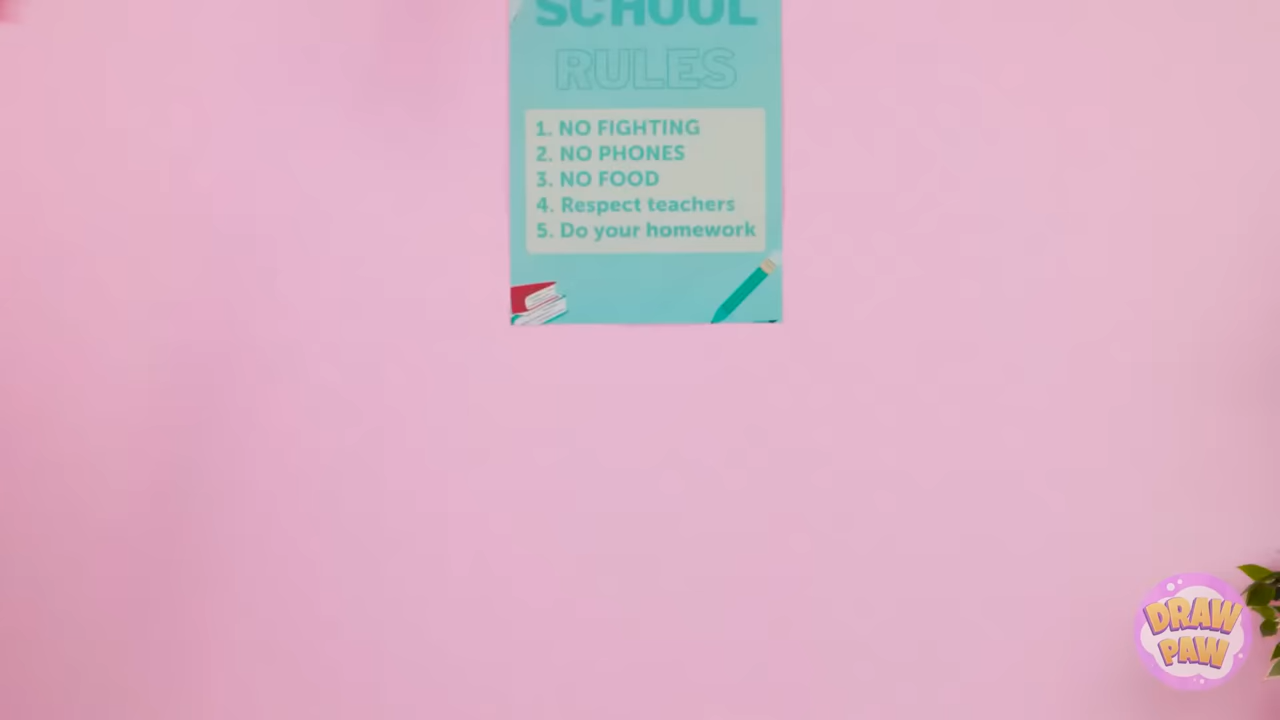 SCHOOL
RULES
1. NO FIGHTING
2. NO PHONES
3. NO FOOD
4. Respect teachers
5. Do your homework
DRAW
PAW